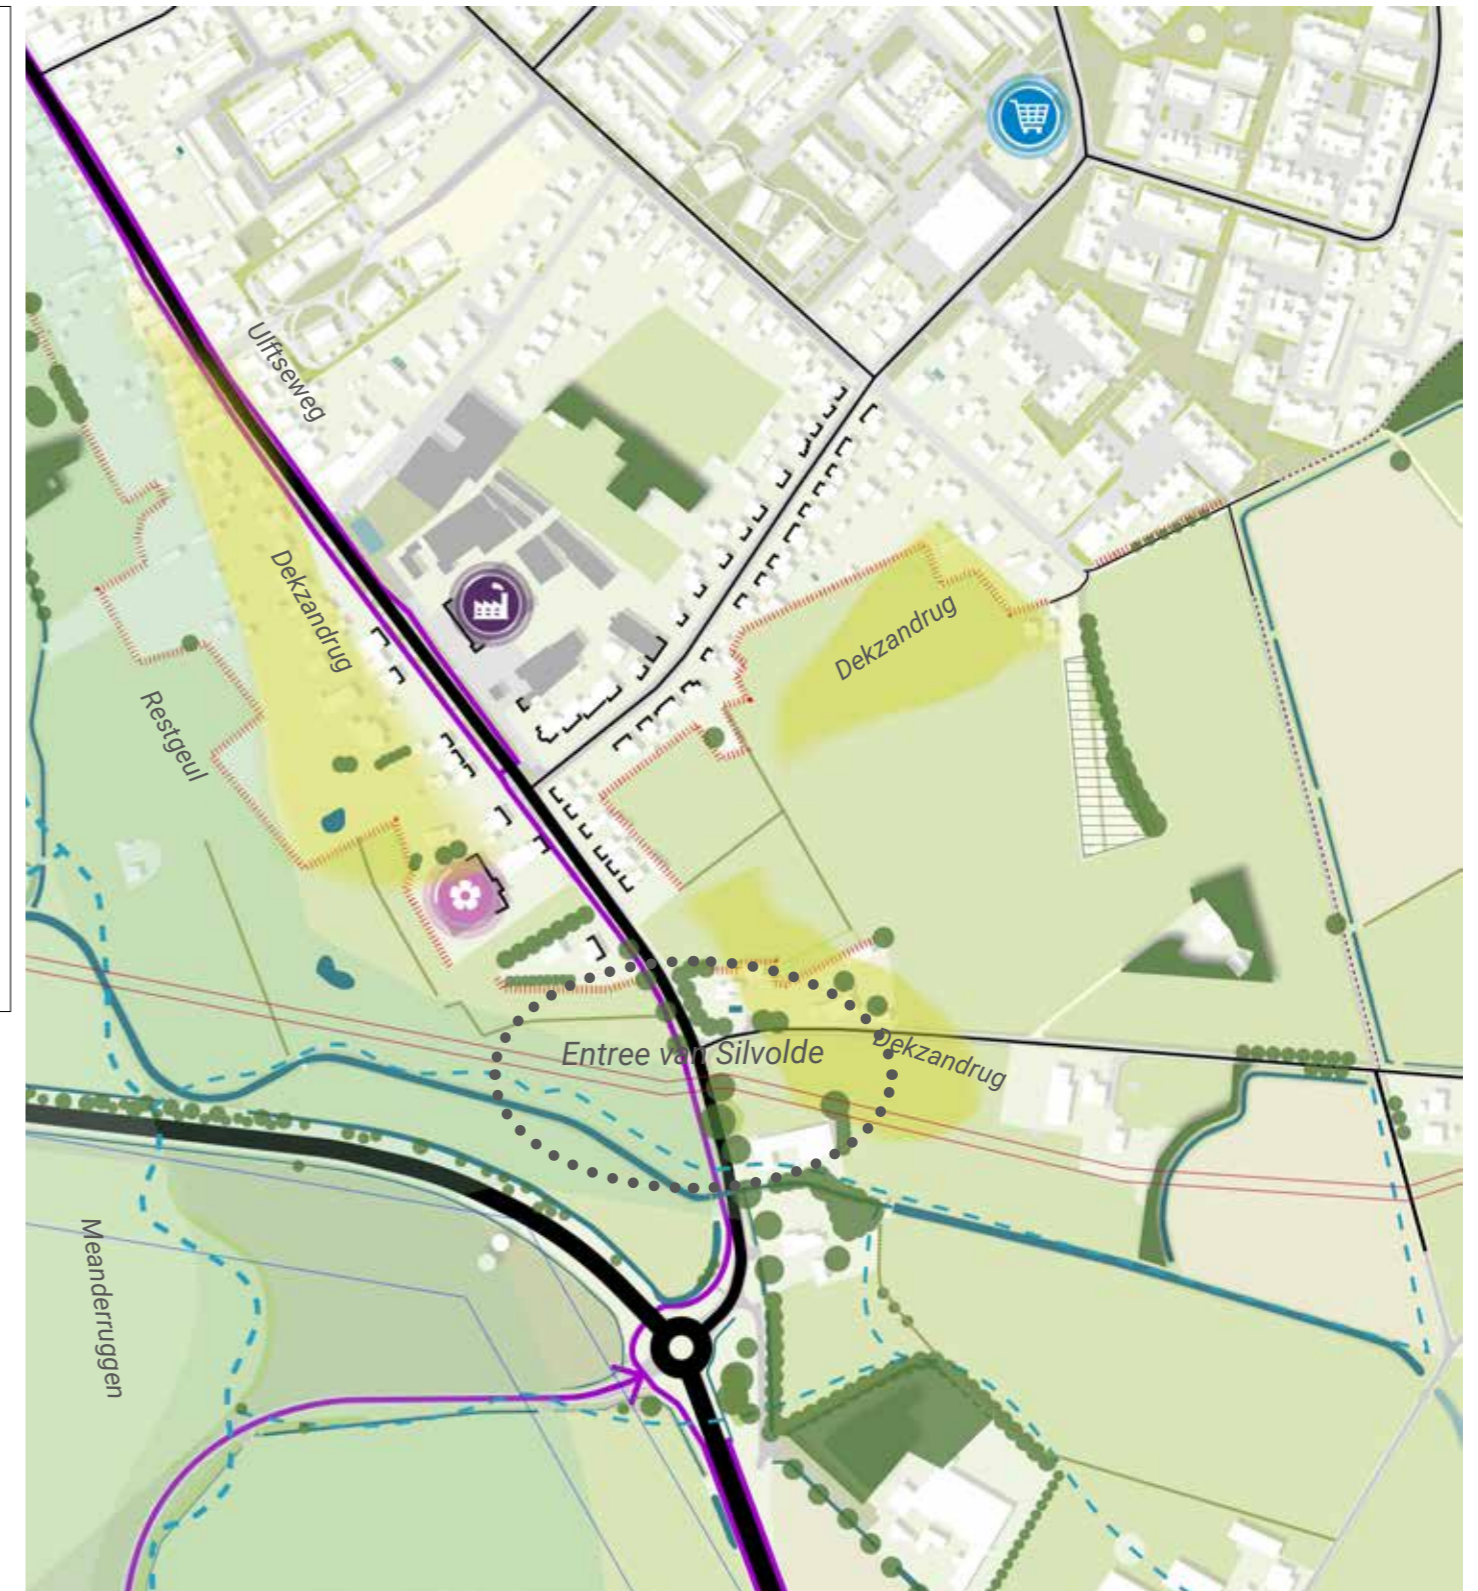 Ulftseweg
Dekzandrug
Dekzandrug
Restgeul
Entree van Silvolde
Dekzandrug
Meanderruggen